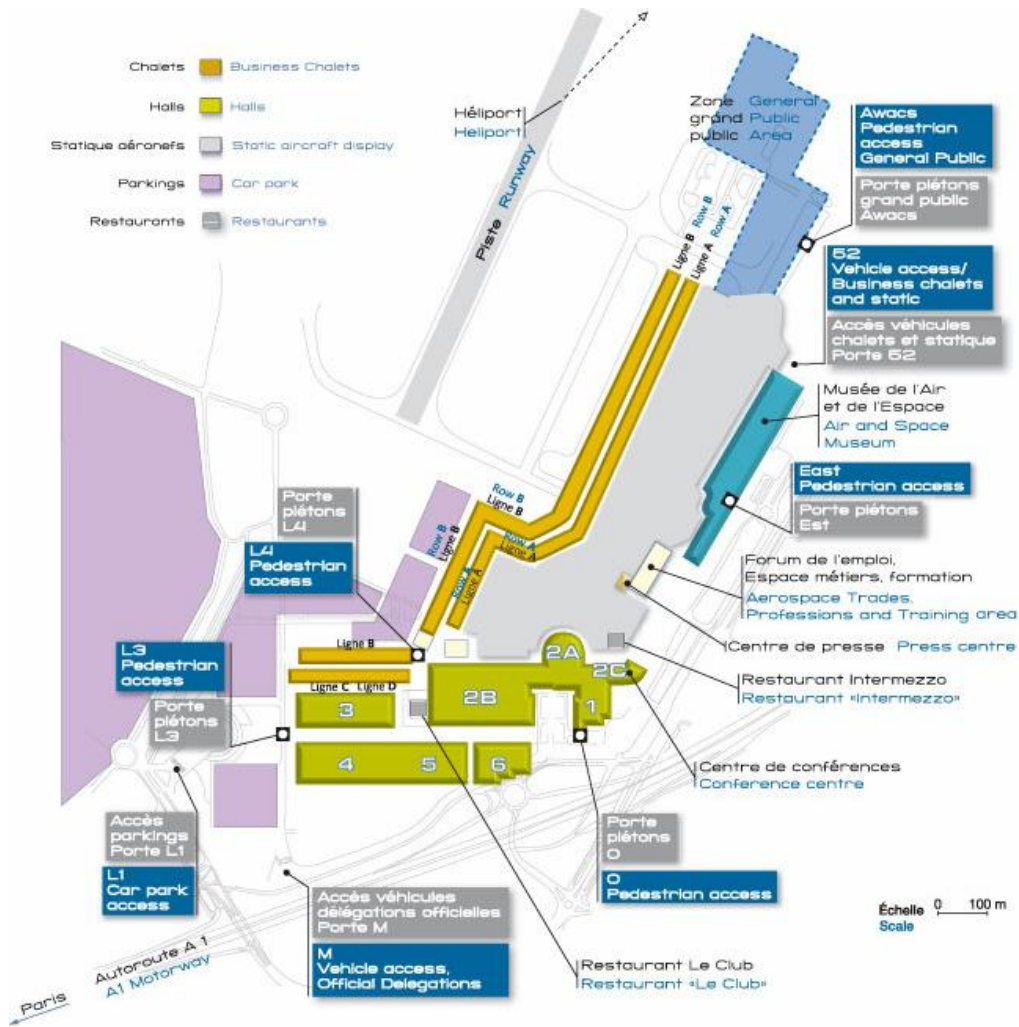 Chalets Business Chalets
Halls Halls
Statique aéronefs Static aircraft display
Parkings Car park
Restaurants Restaurants
Héliport
Heliport
Piste Runway
Zone General
grand Public
public Area
Awacs
Pedestrian
access
General Public
Porte piétons
grand public
Awacs
52
Vehicle access/
Business chalets
and static
Accès véhicules
chalets et statique
Porte 52
Musée de l'Air
et de l'Espace
Air and Space
Museum
East
Pedestrian access
Porte piétons
Est
Forum de l'emploi,
Espace métiers, formation
Aerospace Trades,
Professions and Training area
Centre de presse Press centre
Restaurant Intermezzo
Restaurant «Intermezzo»
Centre de conférences
Conference centre
Ligne B Row B
Ligne A Row A
Row B
Ligne B
Row A
Ligne A
Row B
Ligne B
Row A
Ligne A
Porte
piétons
L4
L4
Pedestrian
access
L3
Pedestrian
access
Porte
piétons
L3
Ligne B
Ligne C Ligne D
2A
2C
2B
1
3
4 5 6
Accès
parkings
Porte L1
L1
Car park
access
Accès véhicules
délégations officielles
Porte M
M
Vehicle access,
Official Delegations
Porte
piétons
O
O
Pedestrian access
Restaurant Le Club
Restaurant «Le Club»
Échelle 0 100 m
Scale
Autoroute A 1
A1 Motorway
Paris